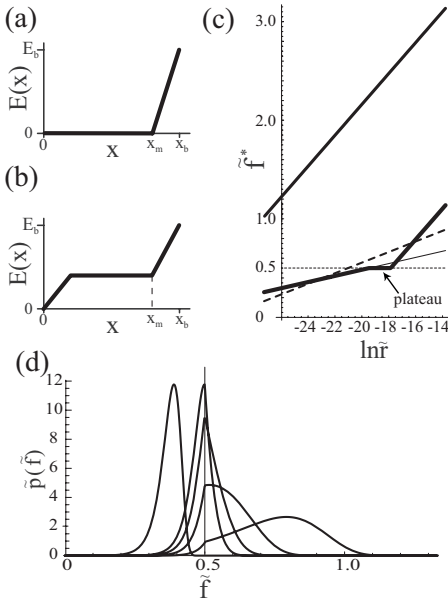 (a)
E_b
E(x)
0
0
x
x_m
x_b
(b)
E_b
E(x)
0
0
x
x_m
x_b
(c)
3.0
2.0
f̃*
1.0
0.5
0
plateau
-24 -22 -20 -18 -16 -14
lnr̃
(d)
12
10
8
6
4
2
0
p̃(f̃)
0
0.5
1.0
f̃